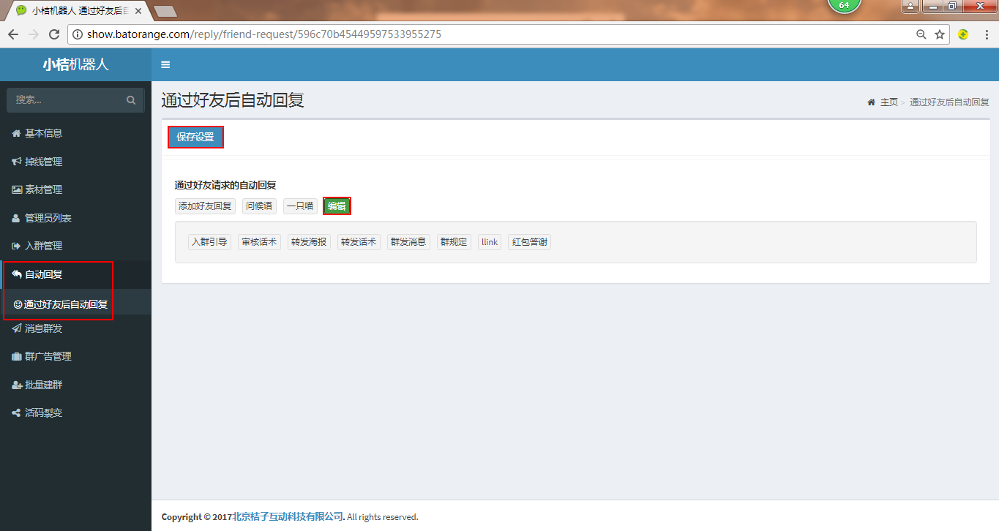 小桔机器人 通过好友后自
64
show.batorange.com/reply/friend-request/596c70b45449597533955275
小桔机器人
搜索...
基本信息
掉线管理
素材管理
管理员列表
入群管理
自动回复
通过好友后自动回复
消息群发
群广告管理
批量建群
活码裂变
通过好友后自动回复
主页 > 通过好友后自动回复
保存设置
通过好友请求的自动回复
添加好友回复 问候语 一只喵 编辑
入群引导 审核话术 转发海报 转发话术 群发消息 群规定 llink 红包答谢
Copyright © 2017北京桔子互动科技有限公司. All rights reserved.